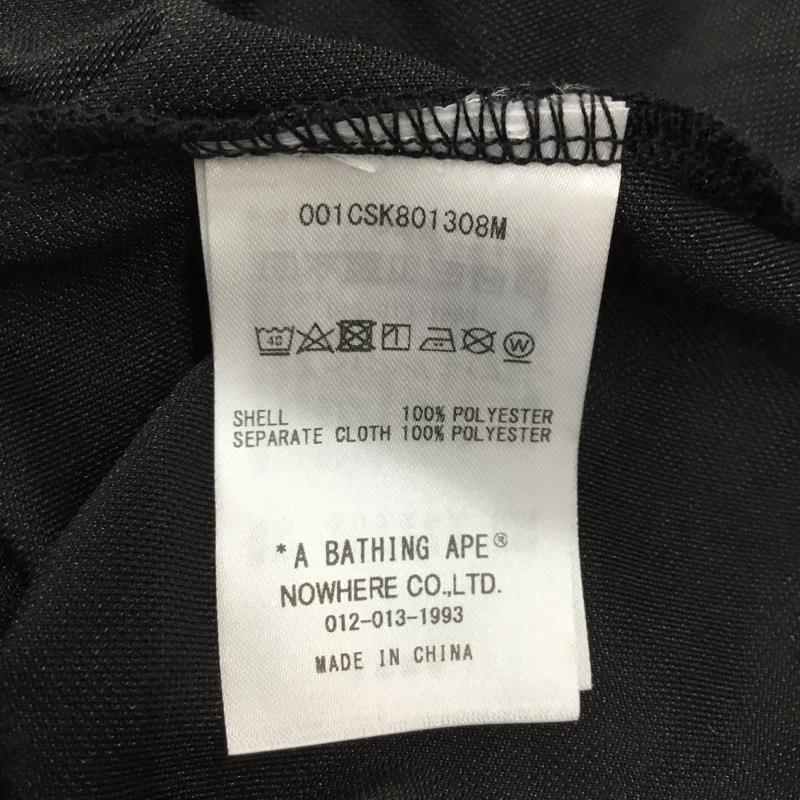 001CSK801308M
40 W
SHELL 100% POLYESTER
SEPARATE CLOTH 100% POLYESTER
*A BATHING APE®
NOWHERE CO.,LTD.
012-013-1993
MADE IN CHINA